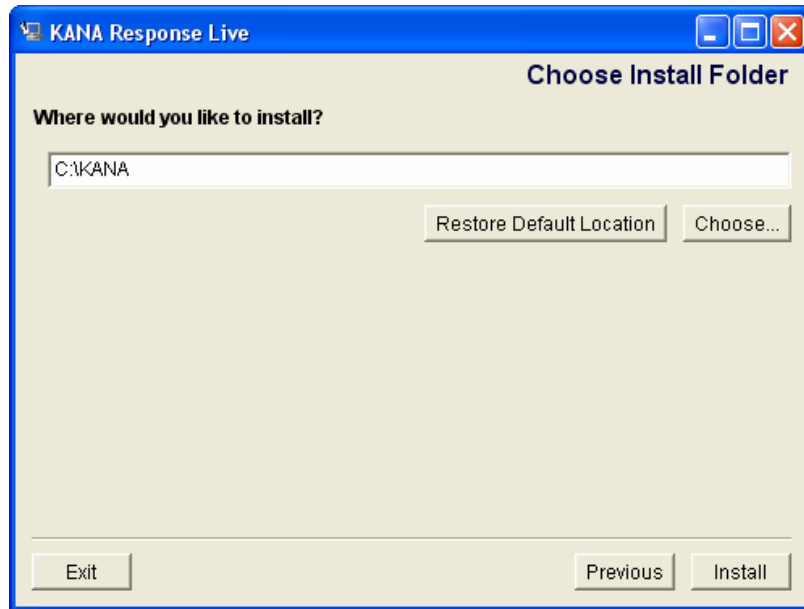 KANA Response Live
Choose Install Folder
Where would you like to install?
C:\KANA
Restore Default Location Choose...
Exit Previous Install